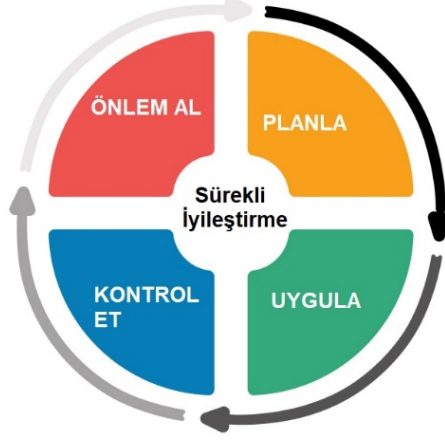 ÖNLEM AL
PLANLA
Sürekli
İyileştirme
KONTROL
ET
UYGULA